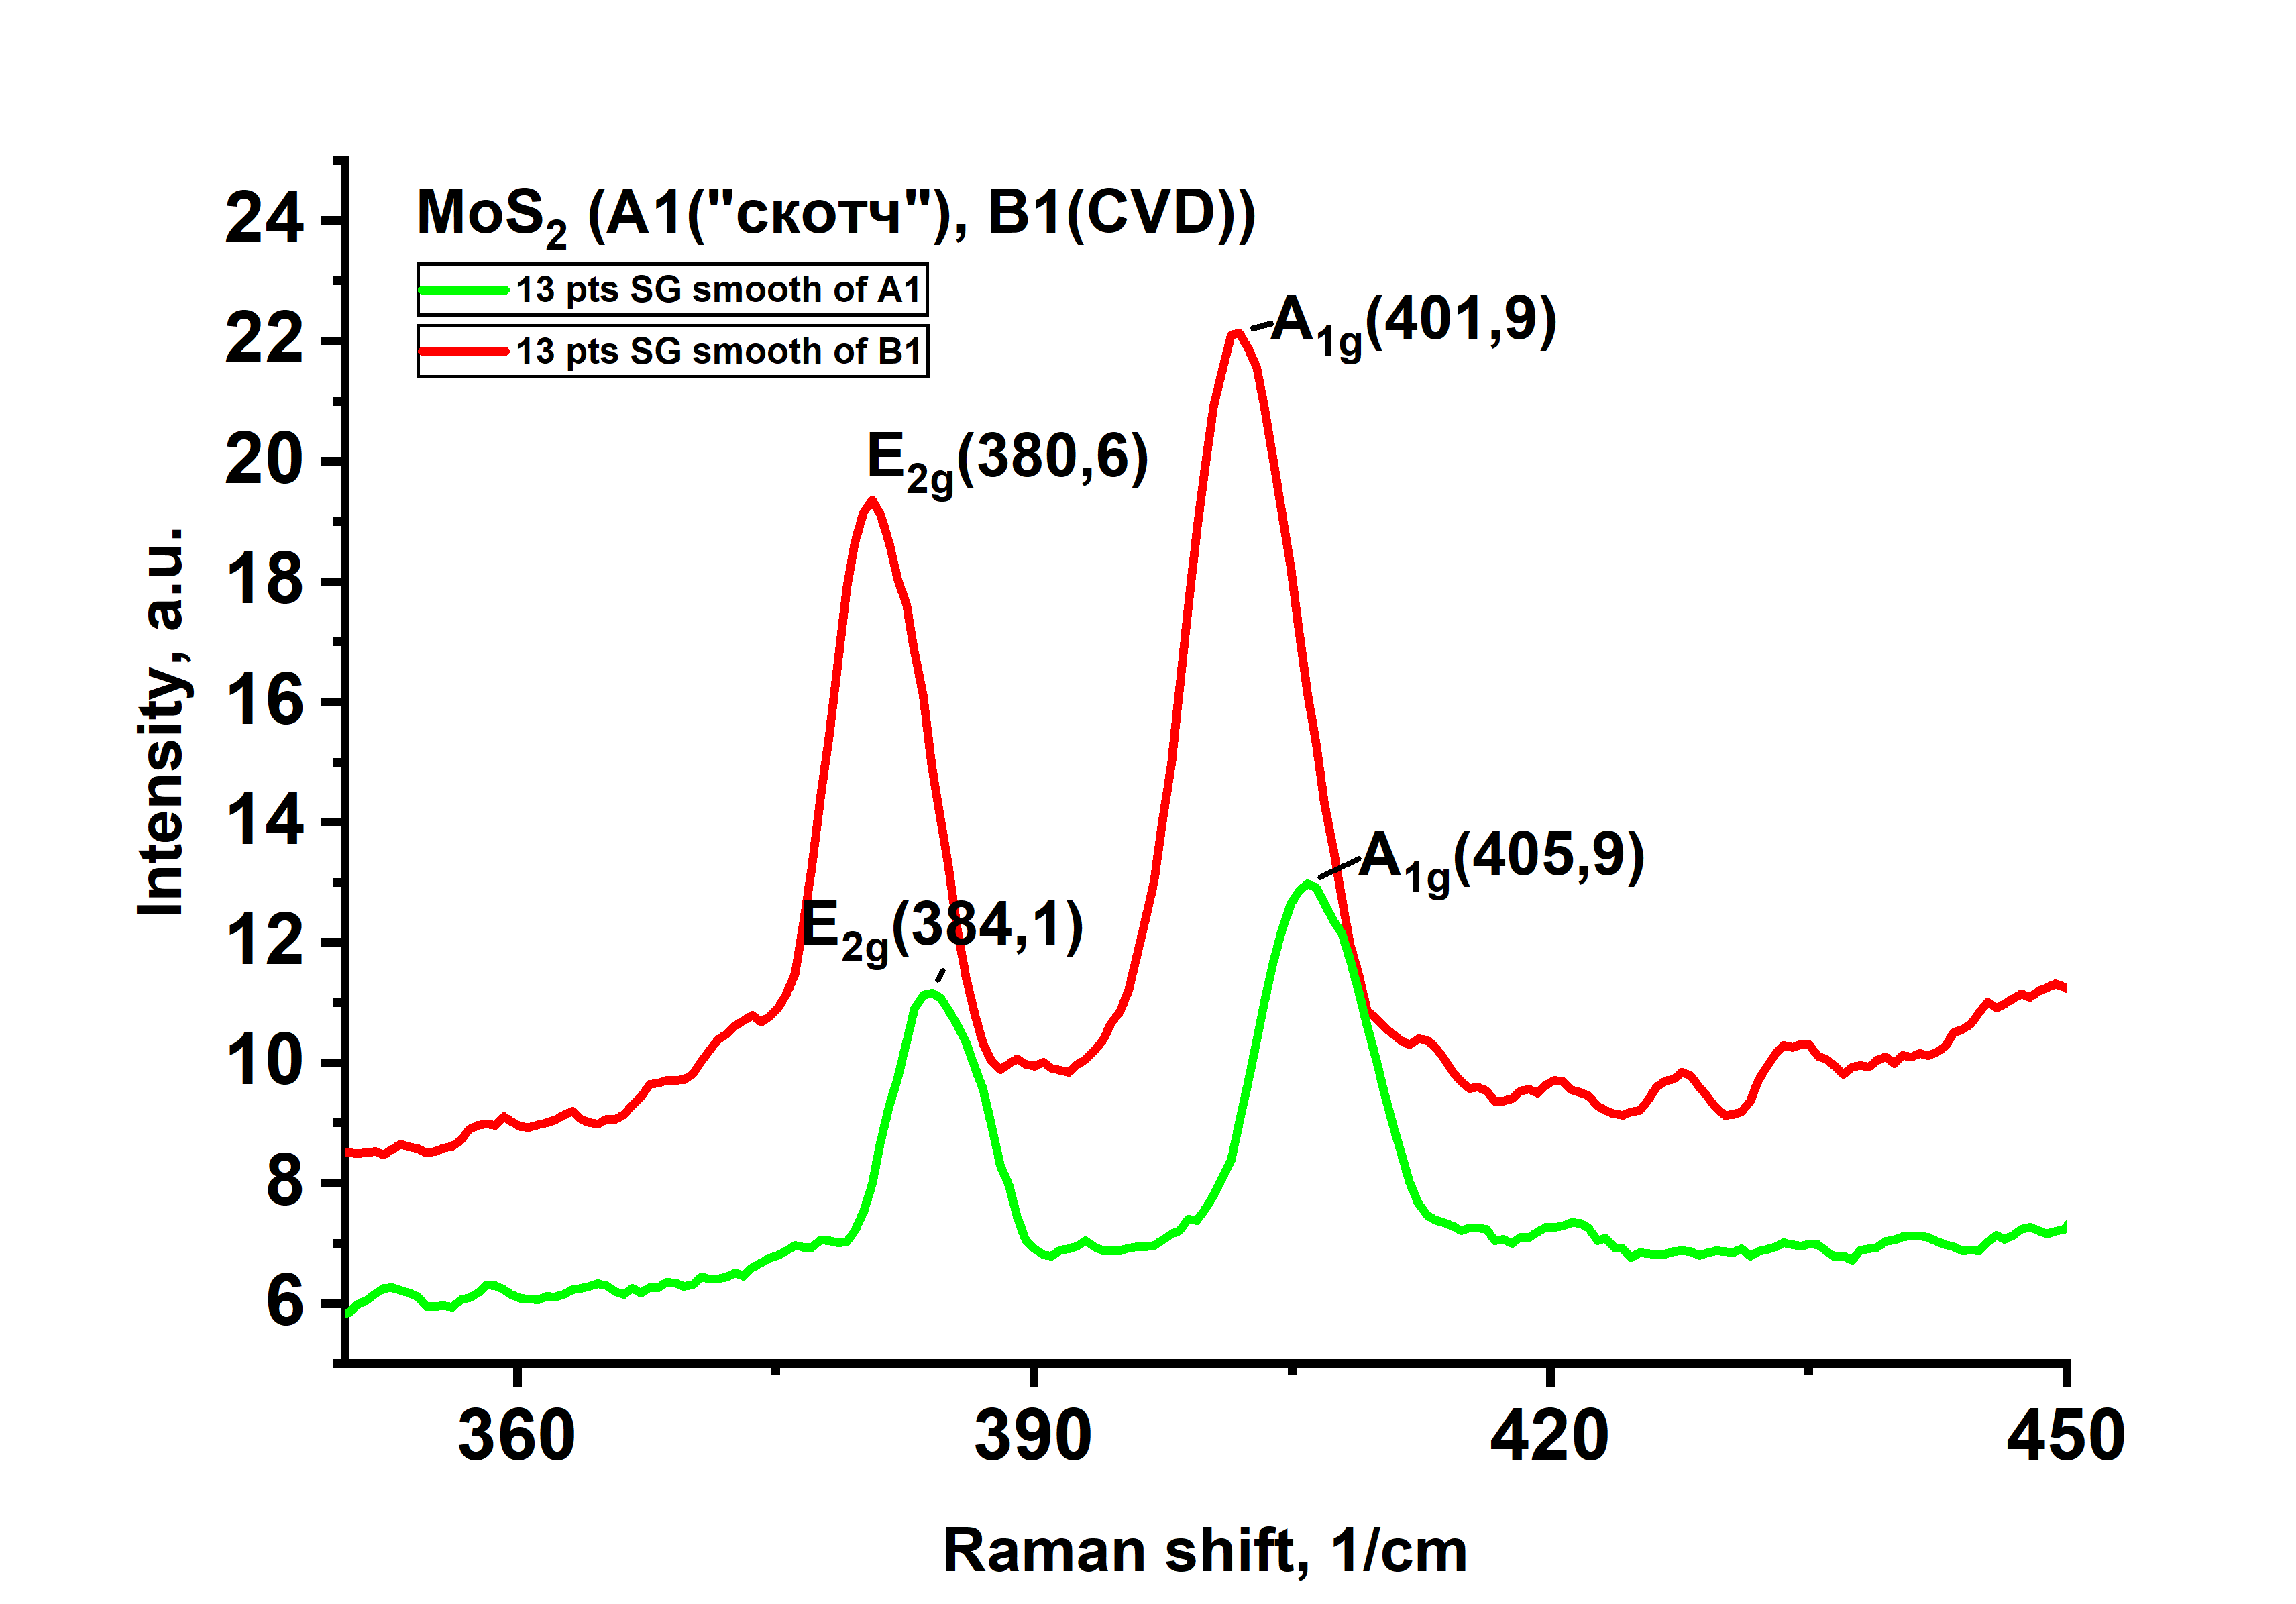 MoS₂ (A1("скотч"), B1(CVD))
13 pts SG smooth of A1
13 pts SG smooth of B1
A₁g(401,9)
E₂g(380,6)
A₁g(405,9)
E₂g(384,1)
24
22
20
18
16
14
12
10
8
6
Intensity, a.u.
360 390 420 450
Raman shift, 1/cm